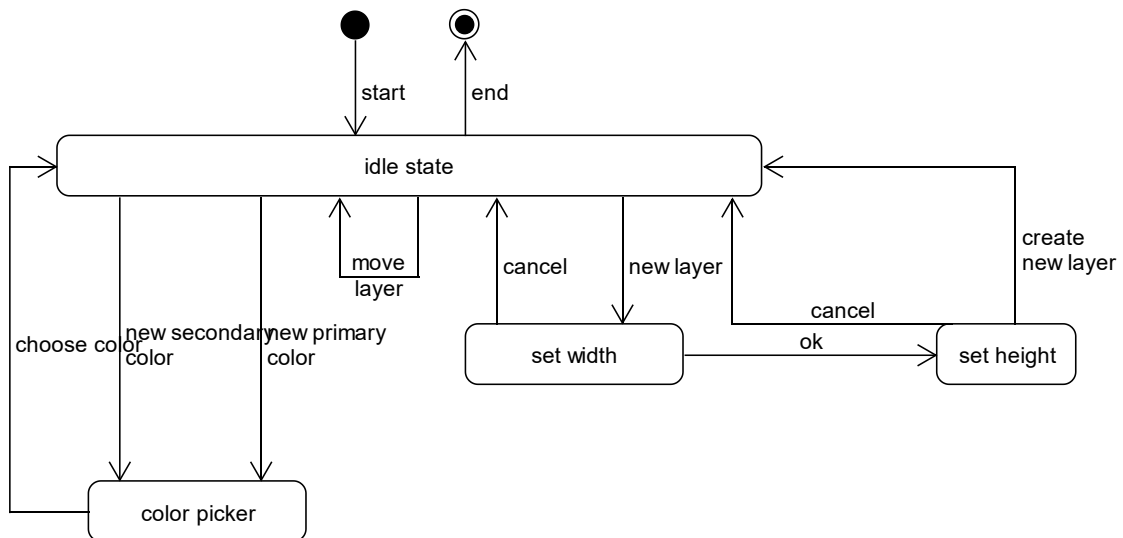 start
end
idle state
move
layer
cancel
new layer
create
new layer
cancel
choose color
new secondary
color
new primary
color
set width
ok
set height
color picker